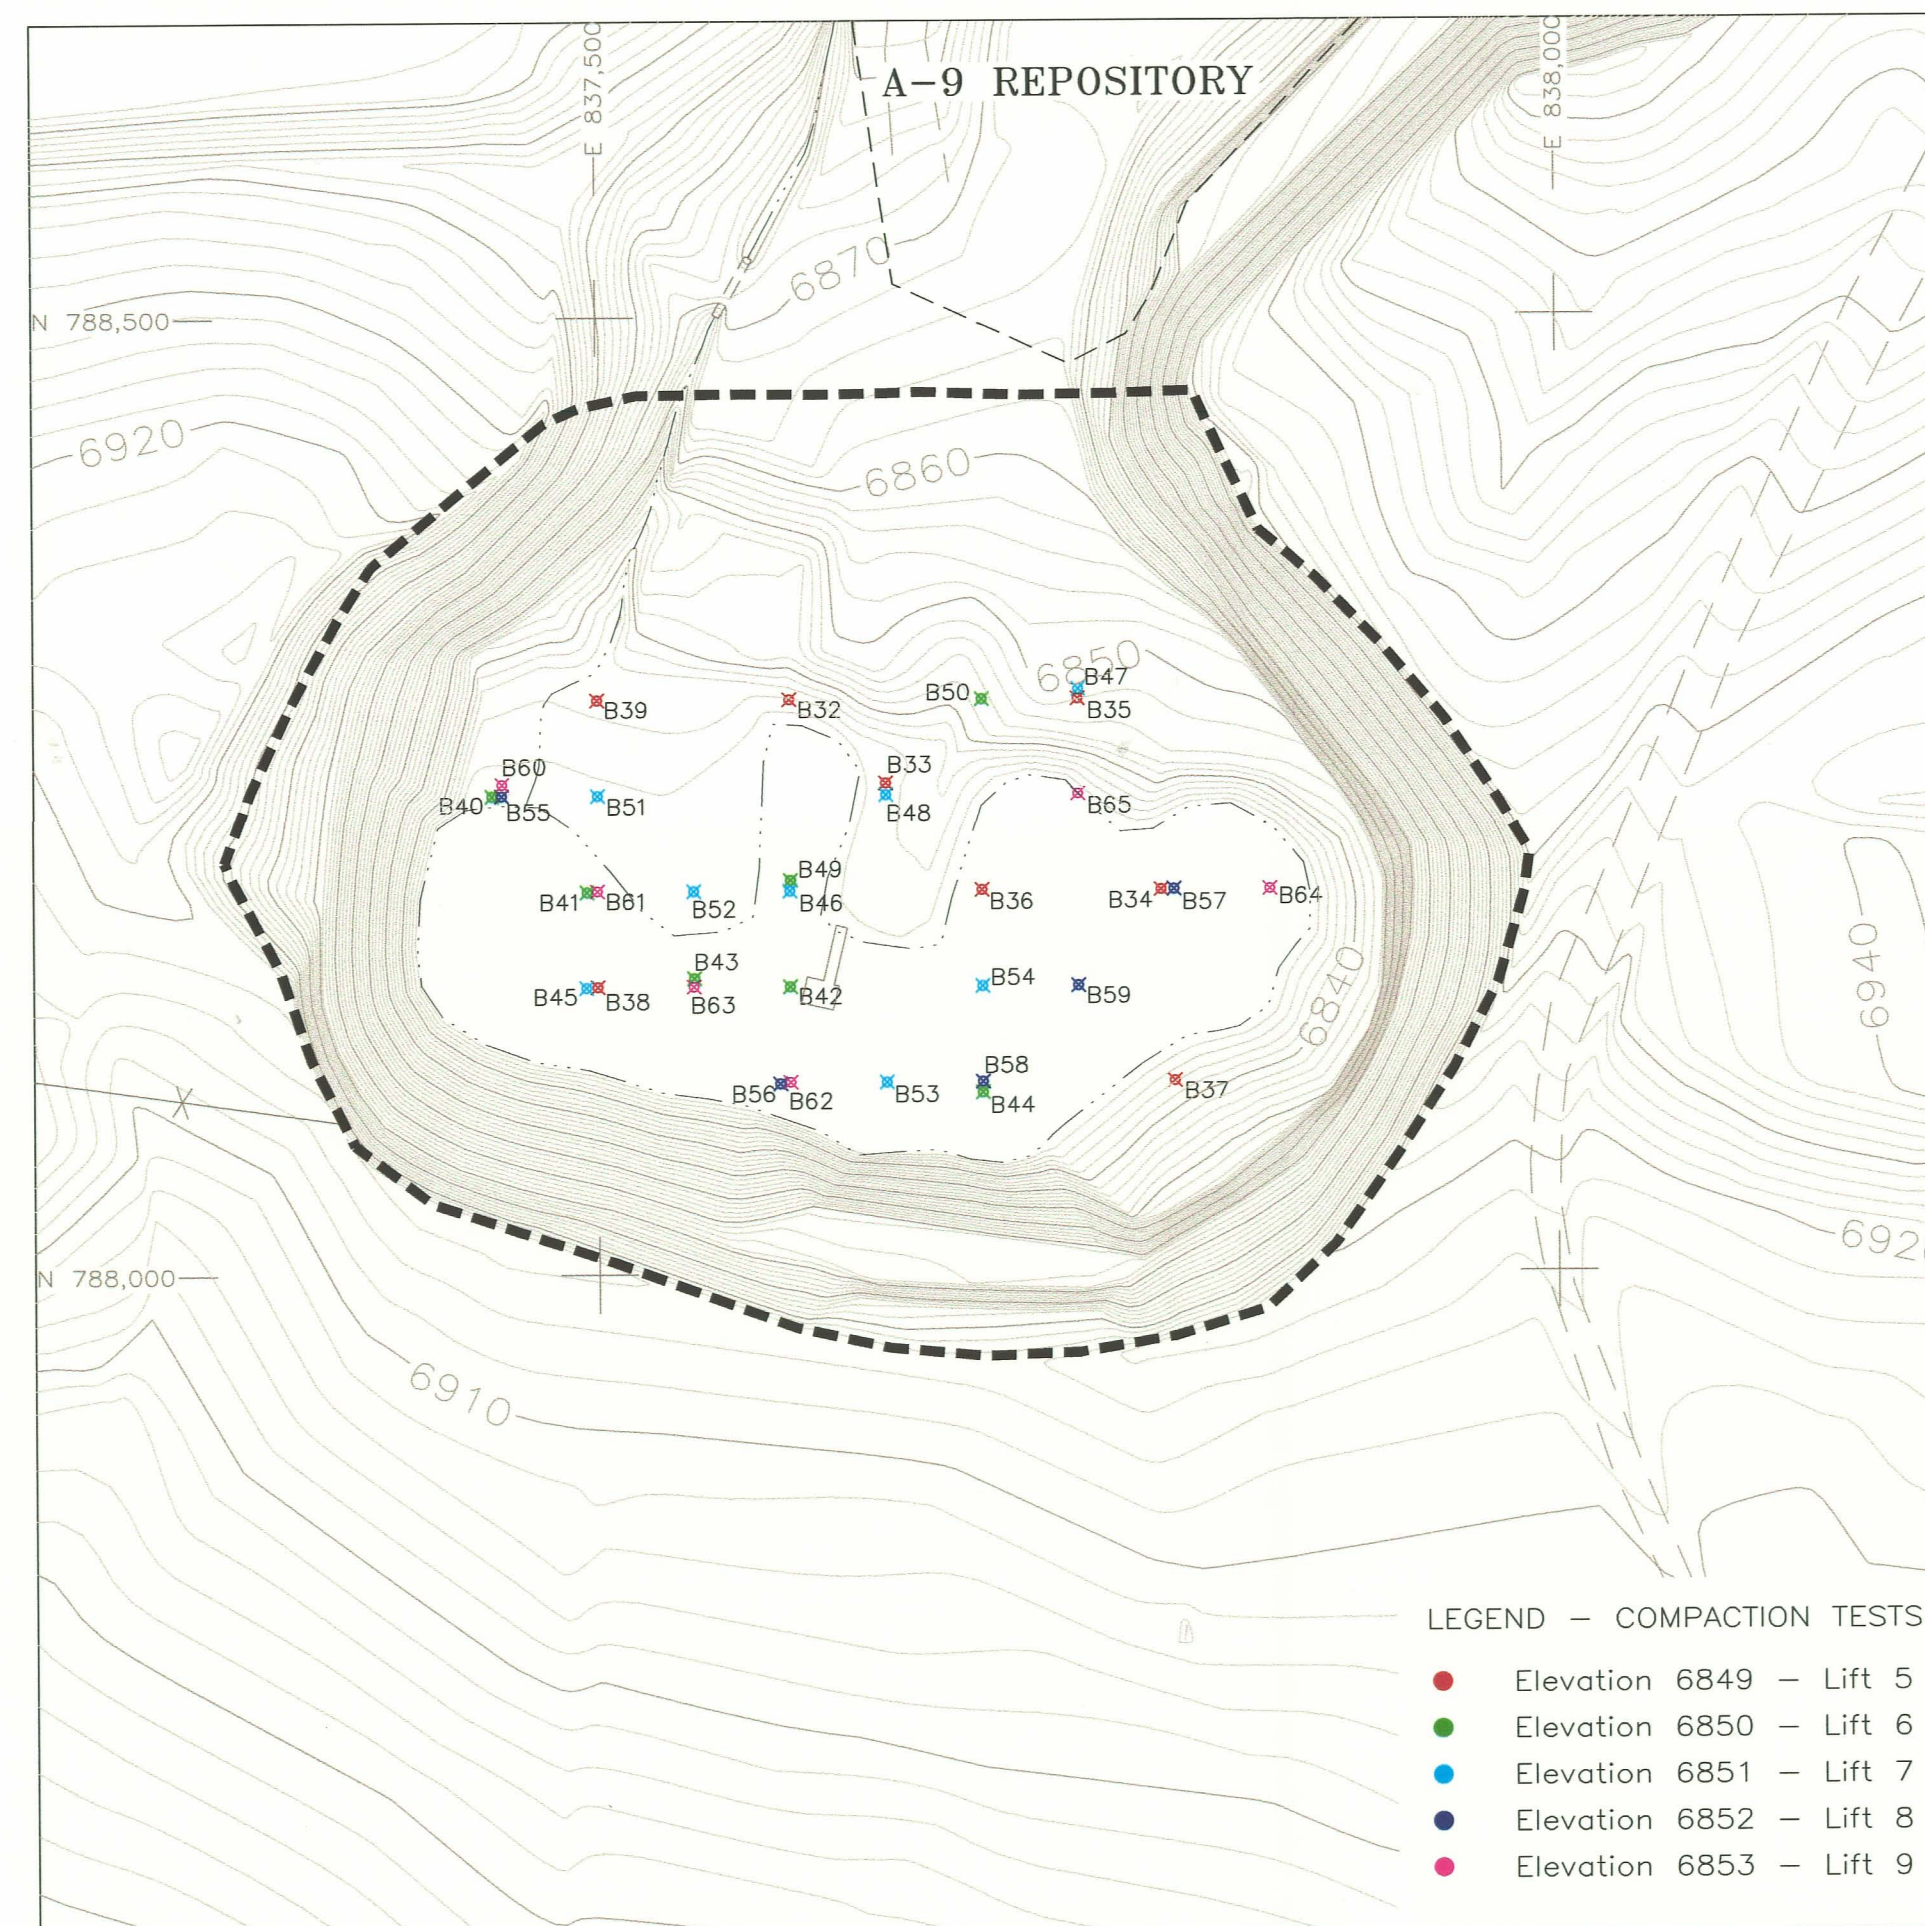 E 837,500
A-9 REPOSITORY
E 838,000
6870
N 788,500
6920
6860
6850
B47
B50
B35
B39
B32
B60
B33
B40
B55
B51
B48
B65
B49
B41
B61
B52
B46
B36
B34
B57
B64
B43
B54
B45
B38
B63
B42
B59
6840
6940
B58
B56
B62
B53
B44
B37
X
692
N 788,000
6910
LEGEND – COMPACTION TESTS
Elevation 6849 – Lift 5
Elevation 6850 – Lift 6
Elevation 6851 – Lift 7
Elevation 6852 – Lift 8
Elevation 6853 – Lift 9